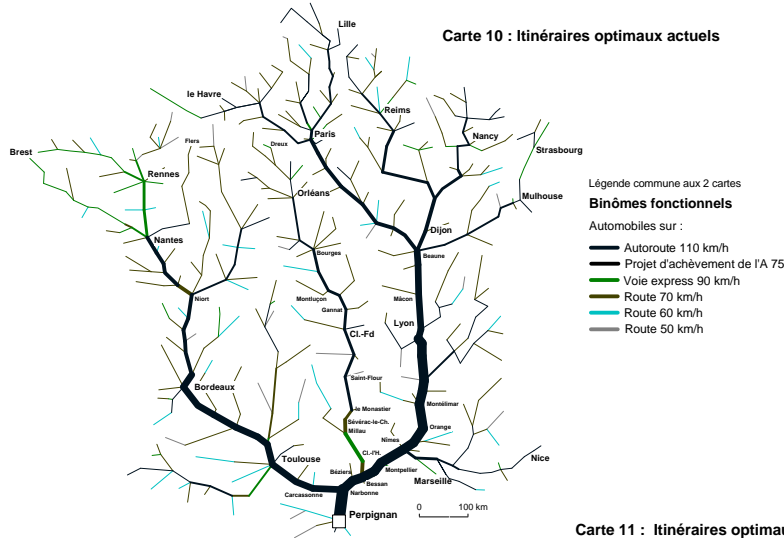 Lille
Carte 10 : Itinéraires optimaux actuels
le Havre
Reims
Paris
Flers
Dreux
Nancy
Brest
Strasbourg
Rennes
Légende commune aux 2 cartes
Binômes fonctionnels
Automobiles sur :
Autoroute 110 km/h
Projet d'achèvement de l'A 75
Voie express 90 km/h
Route 70 km/h
Route 60 km/h
Route 50 km/h
Orléans
Mulhouse
Nantes
Dijon
Bourges
Beaune
Niort
Montluçon
Mâcon
Gannat
Lyon
Cl.-Fd
Saint-Flour
Bordeaux
Montélimar
le Monastier
Sévérac-le-Ch.
Millau
Orange
Nîmes
Toulouse
Cl.-l'H.
Nice
Béziers
Montpellier
Marseille
Bessan
Carcassonne
Narbonne
Perpignan
0 100 km
Carte 11 : Itinéraires optimau